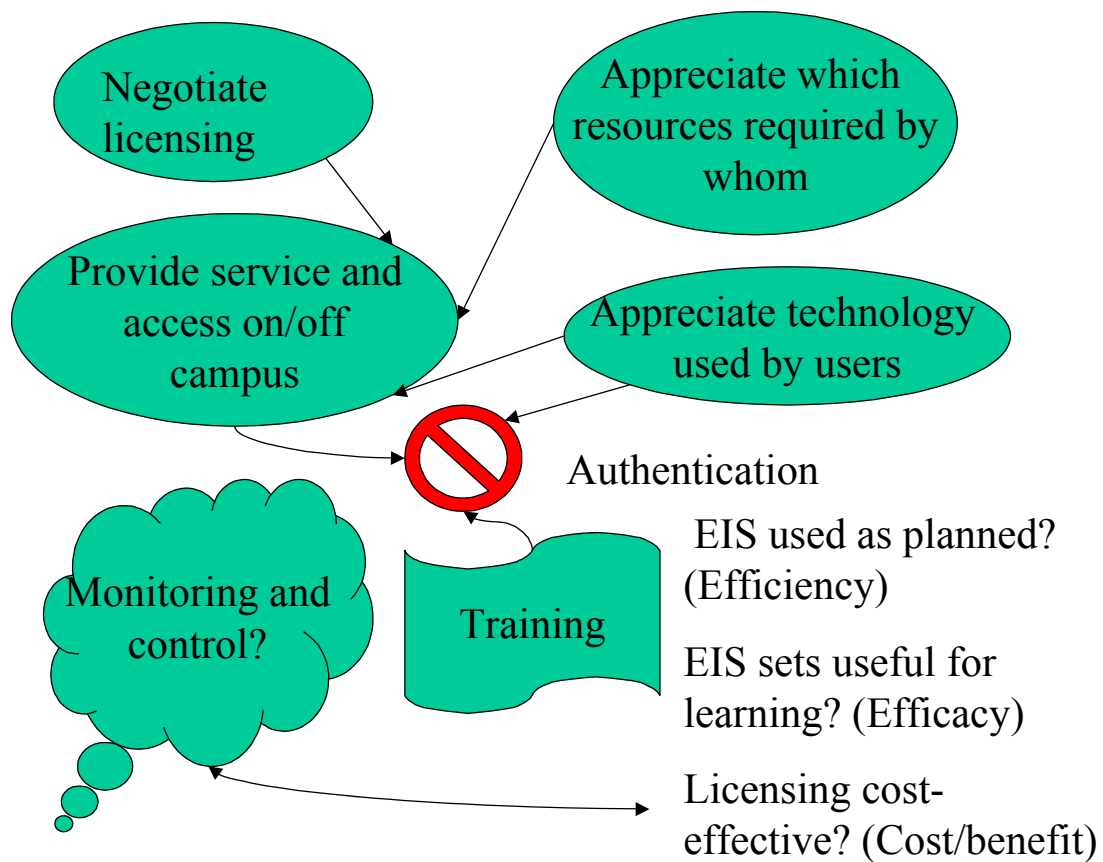 Negotiate
licensing
Appreciate which
resources required by
whom
Provide service and
access on/off
campus
Appreciate technology
used by users
Authentication
EIS used as planned?
(Efficiency)
Monitoring and
control?
Training
EIS sets useful for
learning? (Efficacy)
Licensing cost-
effective? (Cost/benefit)